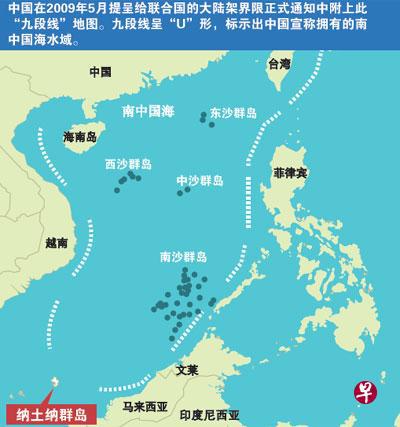 中国在2009年5月提呈给联合国的大陆架界限正式通知中附上此
“九段线”地图。九段线呈“U”形，标示出中国宣称拥有的南
中国海水域。
台湾
中国
南中国海
东沙群岛
海南岛
西沙群岛
中沙群岛
菲律宾
越南
南沙群岛
文莱
早
纳土纳群岛
马来西亚
印度尼西亚